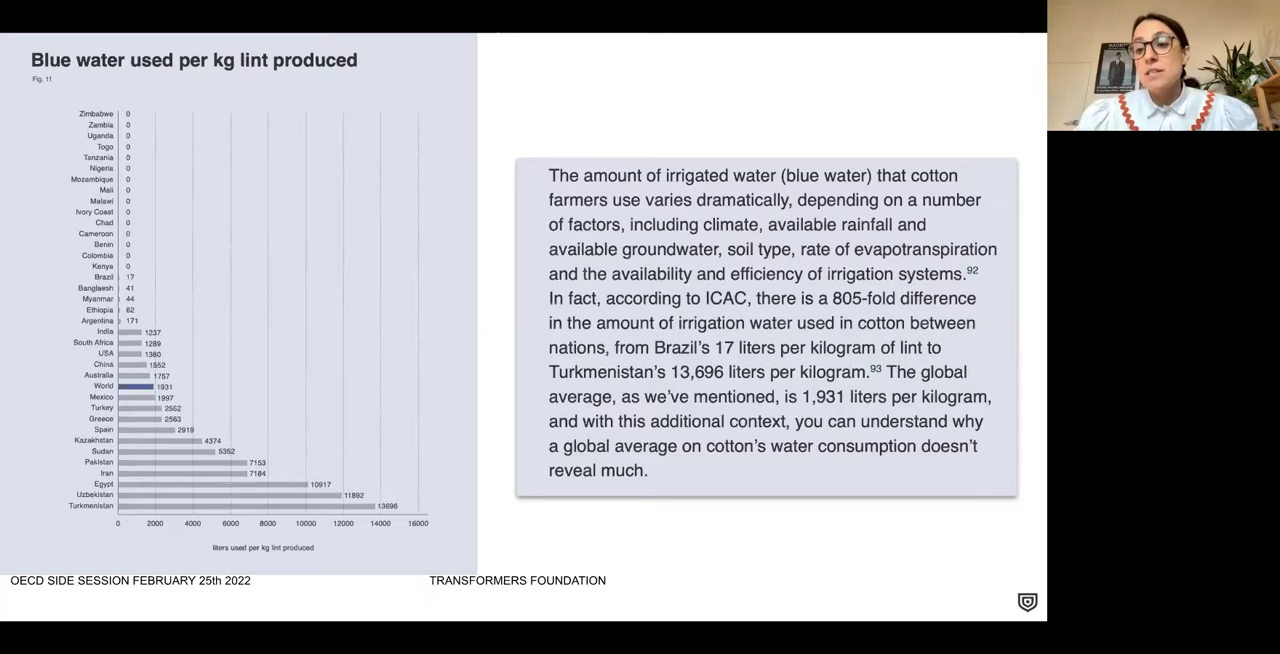 Blue water used per kg lint produced
Fig. 11
Zimbabwe 0
Zambia 0
Uganda 0
Togo 0
Tanzania 0
Nigeria 0
Mozambique 0
Mali 0
Malawi 0
Ivory Coast 0
Chad 0
Cameroon 0
Benin 0
Colombia 0
Kenya 0
Brazil 17
Banglaesh 41
Myanmar 44
Ethiopia 62
Argentina 171
India 1237
South Africa 1289
USA 1380
China 1552
Australia 1757
World 1931
Mexico 1997
Turkey 2552
Greece 2563
Spain 2919
Kazakhstan 4374
Sudan 5352
Pakistan 7153
Iran 7184
Egypt 10917
Uzbekistan 11892
Turkmenistan 13696
0 2000 4000 6000 8000 10000 12000 14000 16000
liters used per kg lint produced
The amount of irrigated water (blue water) that cotton
farmers use varies dramatically, depending on a number
of factors, including climate, available rainfall and
available groundwater, soil type, rate of evapotranspiration
and the availability and efficiency of irrigation systems.⁹²
In fact, according to ICAC, there is a 805-fold difference
in the amount of irrigation water used in cotton between
nations, from Brazil’s 17 liters per kilogram of lint to
Turkmenistan’s 13,696 liters per kilogram.⁹³ The global
average, as we’ve mentioned, is 1,931 liters per kilogram,
and with this additional context, you can understand why
a global average on cotton’s water consumption doesn’t
reveal much.
OECD SIDE SESSION FEBRUARY 25th 2022
TRANSFORMERS FOUNDATION